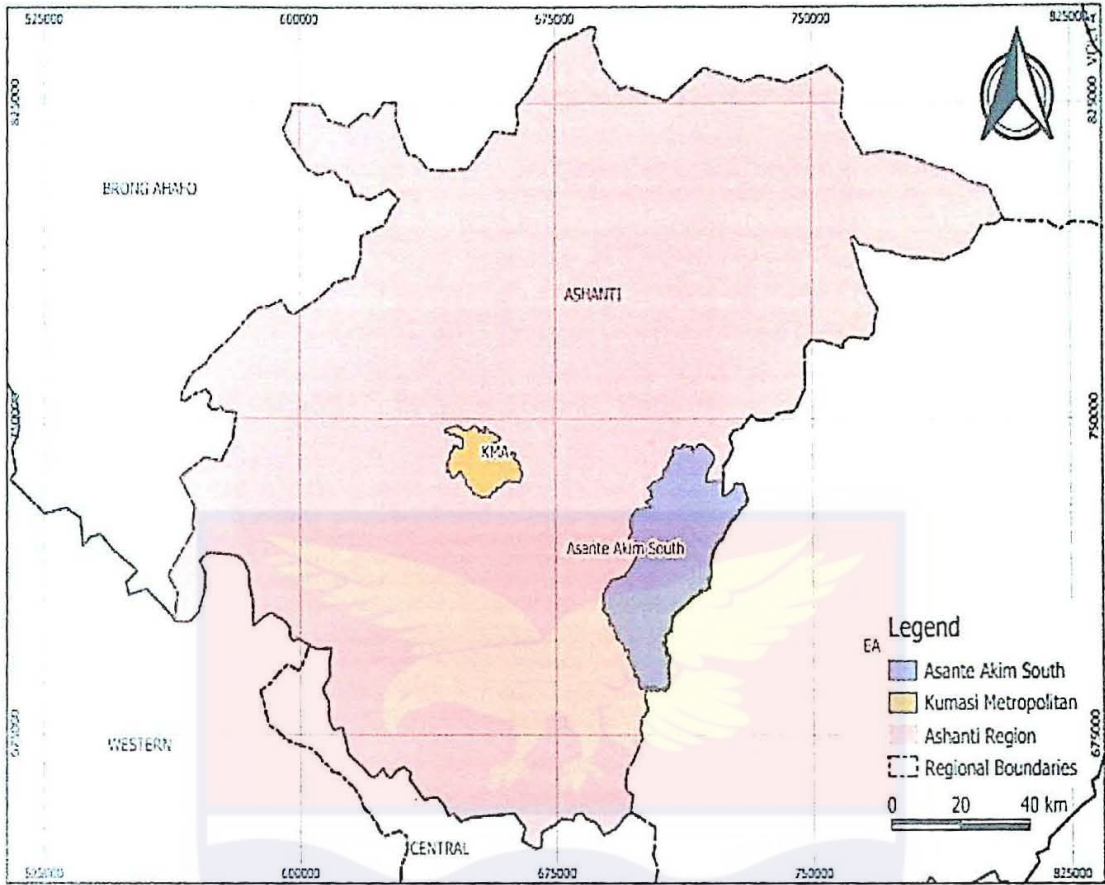 525000 600000 675000 750000 825000
825000 825000
BRONG AHAFO
ASHANTI
750000
KMA
Asante Akim South
EA
Legend
Asante Akim South
Kumasi Metropolitan
Ashanti Region
Regional Boundaries
0 20 40 km
WESTERN
675000
CENTRAL
600000 675000 750000 825000